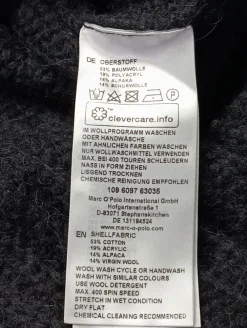 DE OBERSTOFF
53% BAUMWOLLE
19% POLYACRYL
14% ALPAKA
14% SCHURWOLLE
P
clevercare.info
IM WOLLPROGRAMM WASCHEN
ODER HANDWÄSCHE
MIT ÄHNLICHEN FARBEN WASCHEN
NUR WOLLWASCHMITTEL VERWENDEN
MAX. BEI 400 TOUREN SCHLEUDERN
NASS IN FORM ZIEHEN
LIEGEND TROCKNEN
CHEMISCHE REINIGUNG EMPFOHLEN
109 6097 63035
Marc O'Polo International GmbH
Hofgartenstraße 1
D-83071 Stephanskirchen
DE 131184524
www.marc-o-polo.com
EN SHELLFABRIC
53% COTTON
19% ACRYLIC
14% ALPACA
14% VIRGIN WOOL
WOOL WASH CYCLE OR HANDWASH
WASH WITH SIMILAR COLOURS
USE WOOL DETERGENT
MAX. 400 SPIN SPEED
STRETCH IN WET CONDITION
DRY FLAT
CHEMICAL CLEANING RECOMMENDED